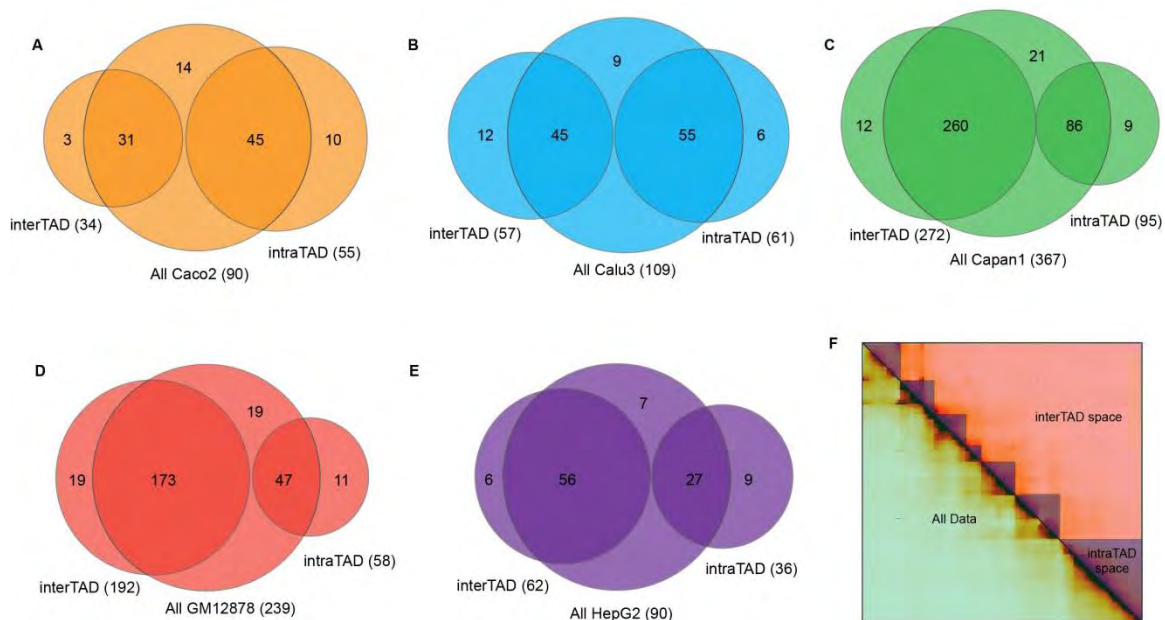 A
14
3
31
45
10
interTAD (34)
intraTAD (55)
All Caco2 (90)
B
9
12
45
55
6
interTAD (57)
intraTAD (61)
All Calu3 (109)
C
21
12
260
86
9
interTAD (272)
intraTAD (95)
All Capan1 (367)
D
19
19
173
47
11
interTAD (192)
intraTAD (58)
All GM12878 (239)
E
7
6
56
27
9
interTAD (62)
intraTAD (36)
All HepG2 (90)
F
interTAD space
All Data
intraTAD
space